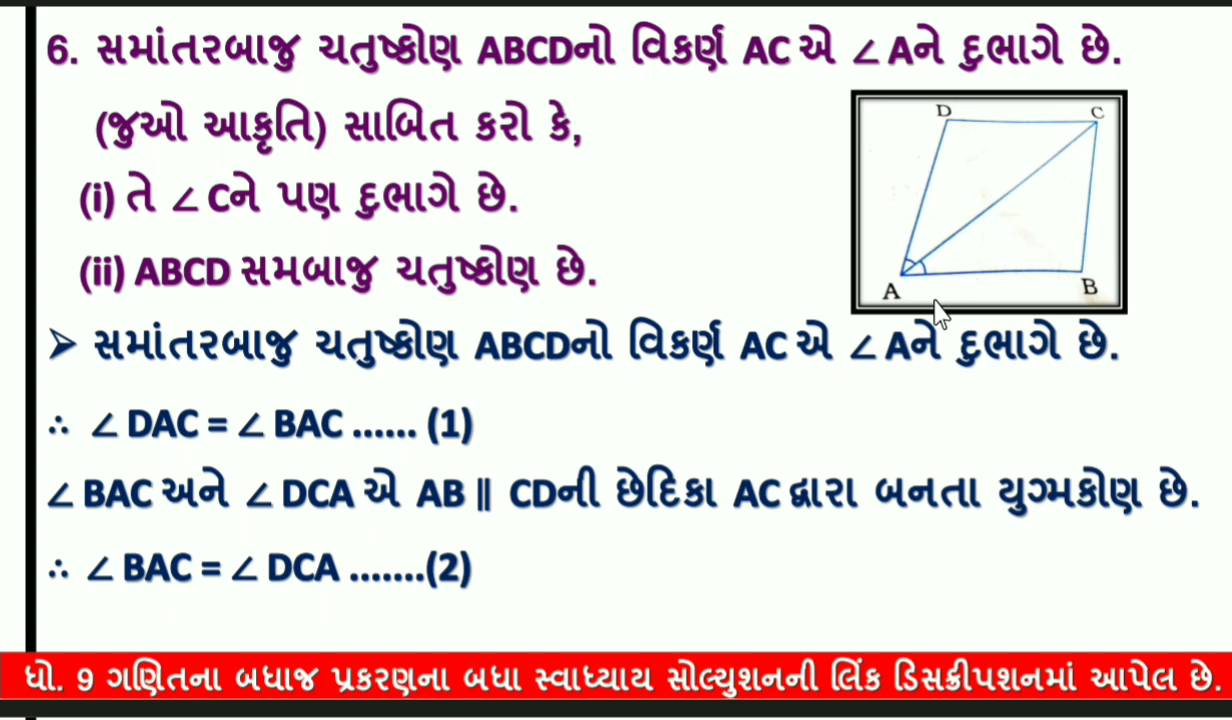 6. સમાંતરબાજુ ચતુષ્કોણ ABCDનો વિકર્ણ AC એ ∠Aને દુભાગે છે.
(જુઓ આકૃતિ) સાબિત કરો કે,
(i) તે ∠Cને પણ દુભાગે છે.
(ii) ABCD સમબાજુ ચતુષ્કોણ છે.
D C
A B
➤ સમાંતરબાજુ ચતુષ્કોણ ABCDનો વિકર્ણ AC એ ∠Aને દુભાગે છે.
∴ ∠DAC = ∠BAC ...... (1)
∠BAC અને ∠DCA એ AB || CDની છેદિકા AC દ્વારા બનતા યુગ્મકોણ છે.
∴ ∠BAC = ∠DCA .......(2)
ધો. 9 ગણિતના બધાજ પ્રકરણના બધા સ્વાધ્યાય સોલ્યુશનની લિંક ડિસક્રીપશનમાં આપેલ છે.